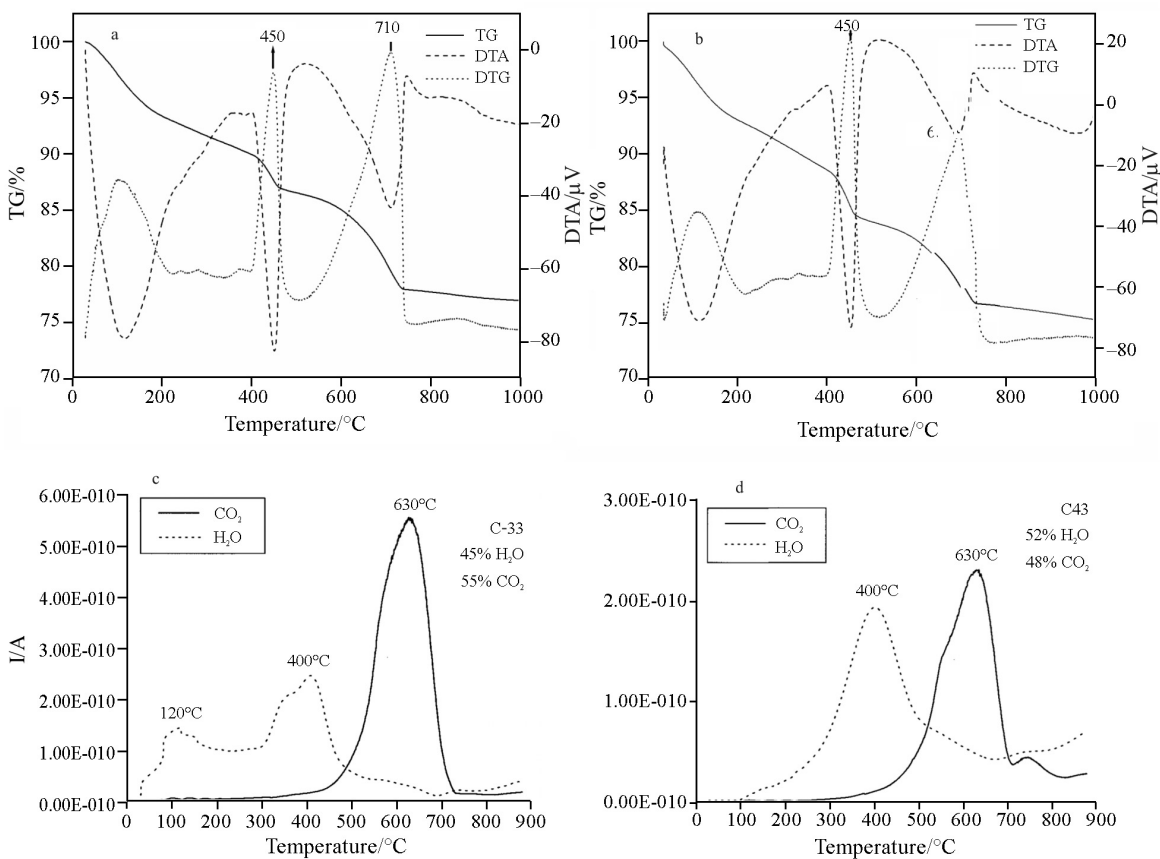 a
450
710
TG
DTA
DTG
100
95
90
85
80
75
70
0
–20
–40
–60
–80
0
200
400
600
800
1000
TG/%
DTA/μV
Temperature/°C
b
450
TG
DTA
DTG
6.
100
95
90
85
80
75
70
20
0
–20
–40
–60
–80
0
200
400
600
800
1000
TG/%
DTA/μV
Temperature/°C
c
CO₂
H₂O
630°C
C-33
45% H₂O
55% CO₂
400°C
120°C
6.00E-010
5.00E-010
4.00E-010
3.00E-010
2.00E-010
1.00E-010
0.00E-010
0
100
200
300
400
500
600
700
800
900
I/A
Temperature/°C
d
CO₂
H₂O
C43
52% H₂O
48% CO₂
630°C
400°C
3.00E-010
2.00E-010
1.00E-010
0.00E-010
0
100
200
300
400
500
600
700
800
900
Temperature/°C